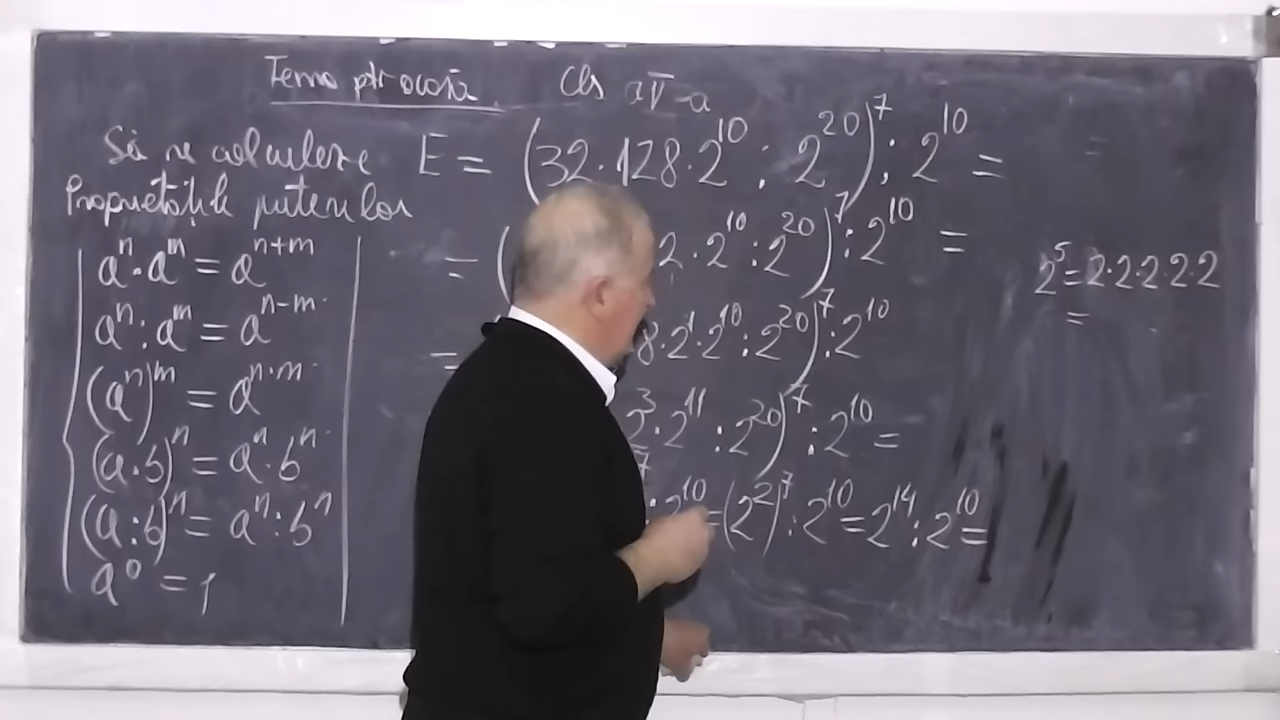 Tema ptr acasă Cls a V-a
Să se calculeze E = (32·128·2^10 : 2^20)^7 : 2^10 =
Proprietățile puterilor
= ( 2·2^10 : 2^20)^7 : 2^10 =
a^n·a^m = a^{n+m}
2^5 = 2·2·2·2·2
=
a^n : a^m = a^{n-m}
= 8·2^1·2^10 : 2^20)^7 : 2^10
(a^n)^m = a^{n·m}
2^3·2^11 : 2^20)^7 : 2^10 =
(a·b)^n = a^n·b^n
: 2^10 = (2^2)^7 : 2^10 = 2^14 : 2^10 =
(a:b)^n = a^n : b^n
a^0 = 1